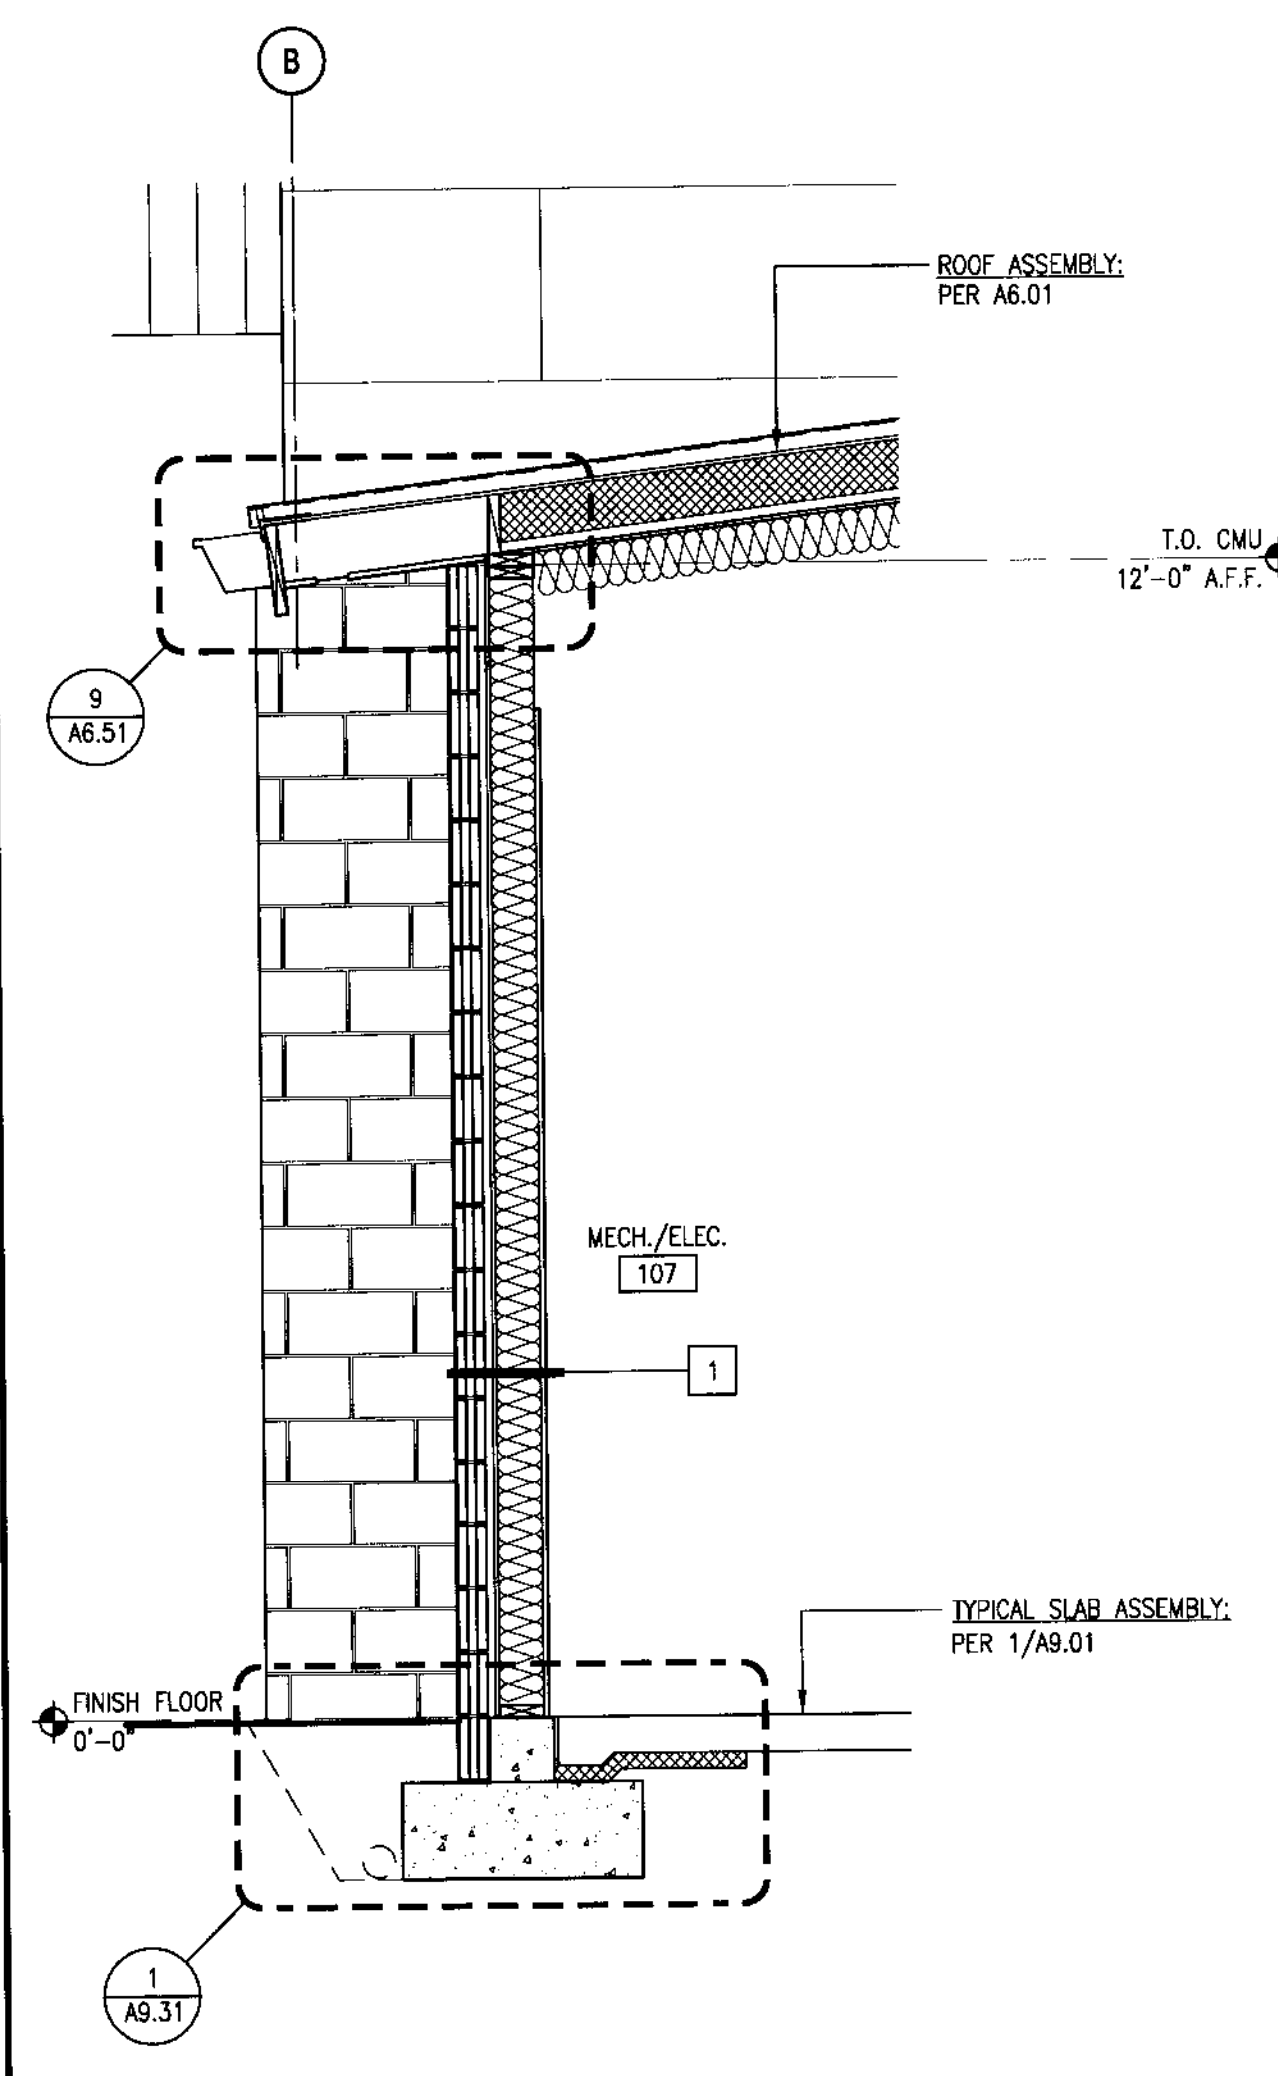 B
ROOF ASSEMBLY:
PER A6.01
T.O. CMU
12'-0" A.F.F.
9
A6.51
MECH./ELEC.
107
1
TYPICAL SLAB ASSEMBLY:
PER 1/A9.01
FINISH FLOOR
0'-0"
1
A9.31